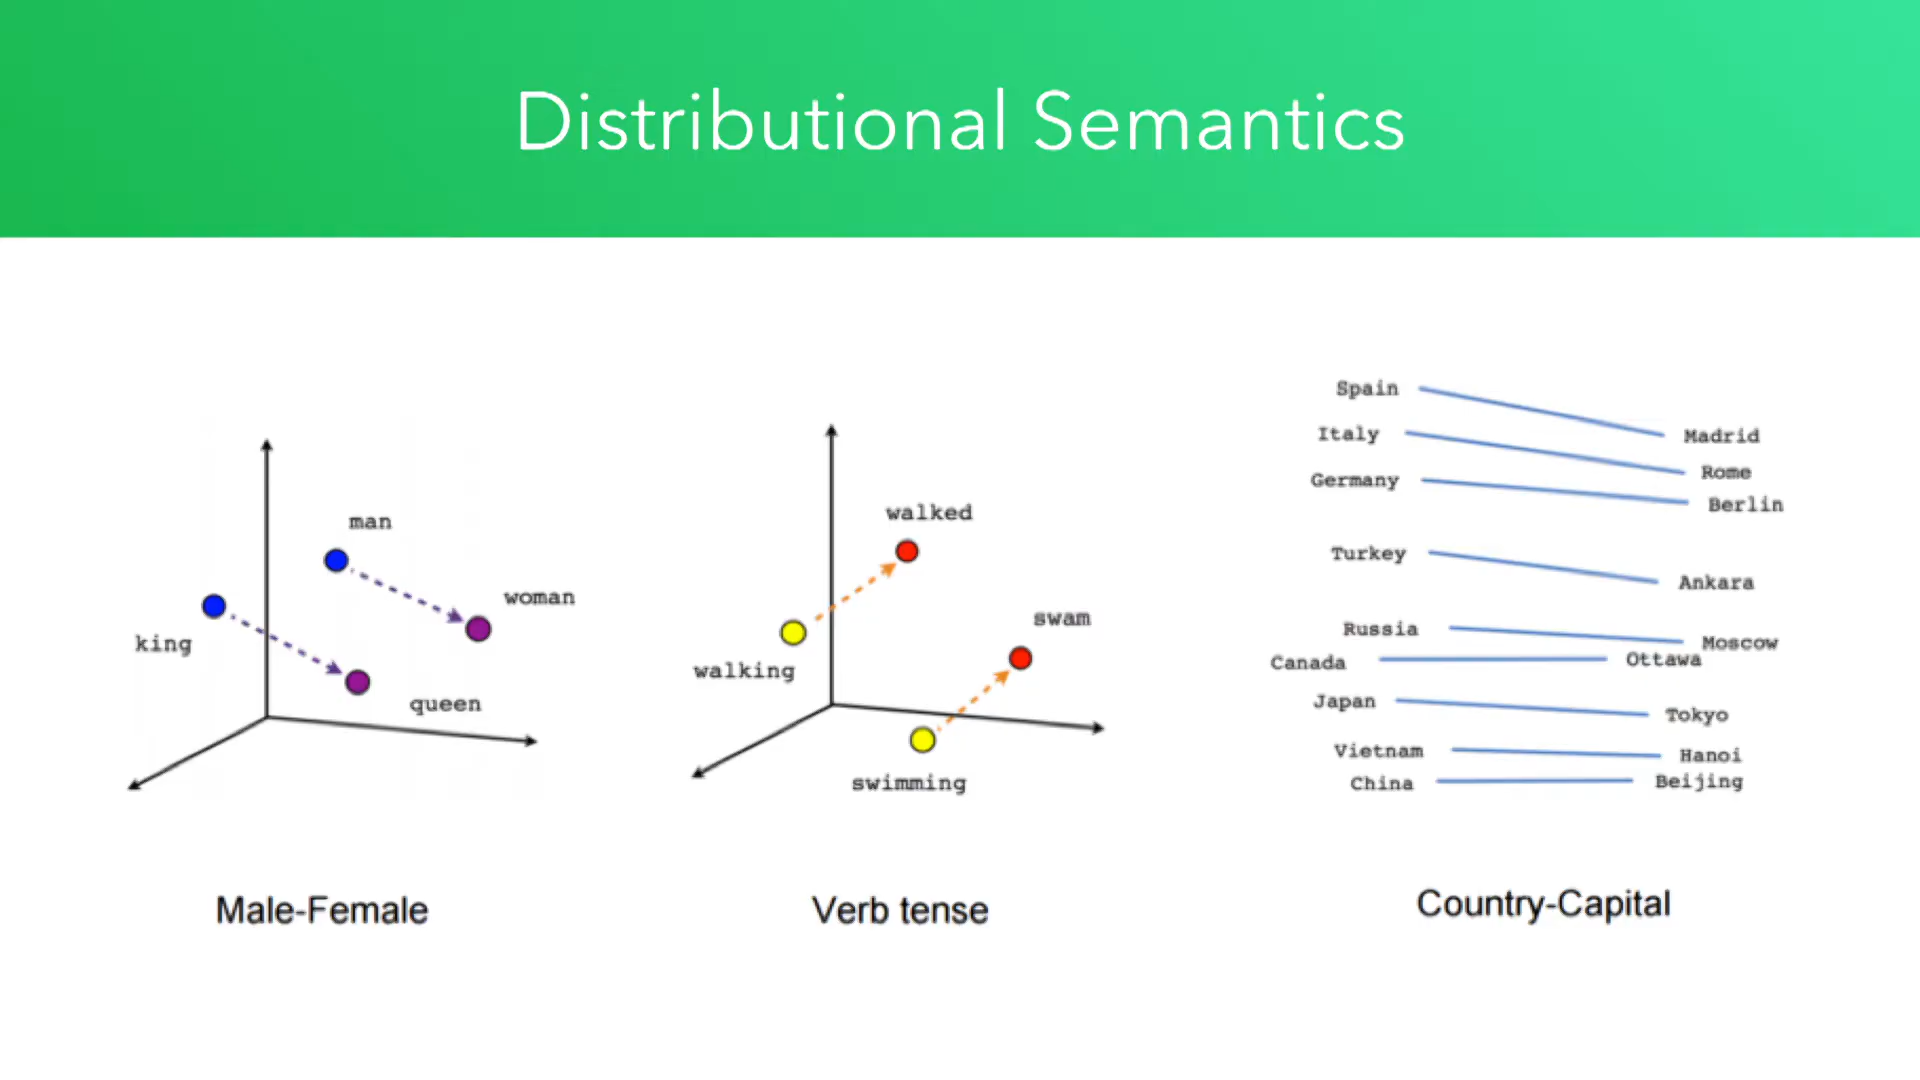 Distributional Semantics
man
woman
king
queen
Male-Female
walked
swam
walking
swimming
Verb tense
Spain
Madrid
Italy
Rome
Germany
Berlin
Turkey
Ankara
Russia
Moscow
Canada
Ottawa
Japan
Tokyo
Vietnam
Hanoi
China
Beijing
Country-Capital